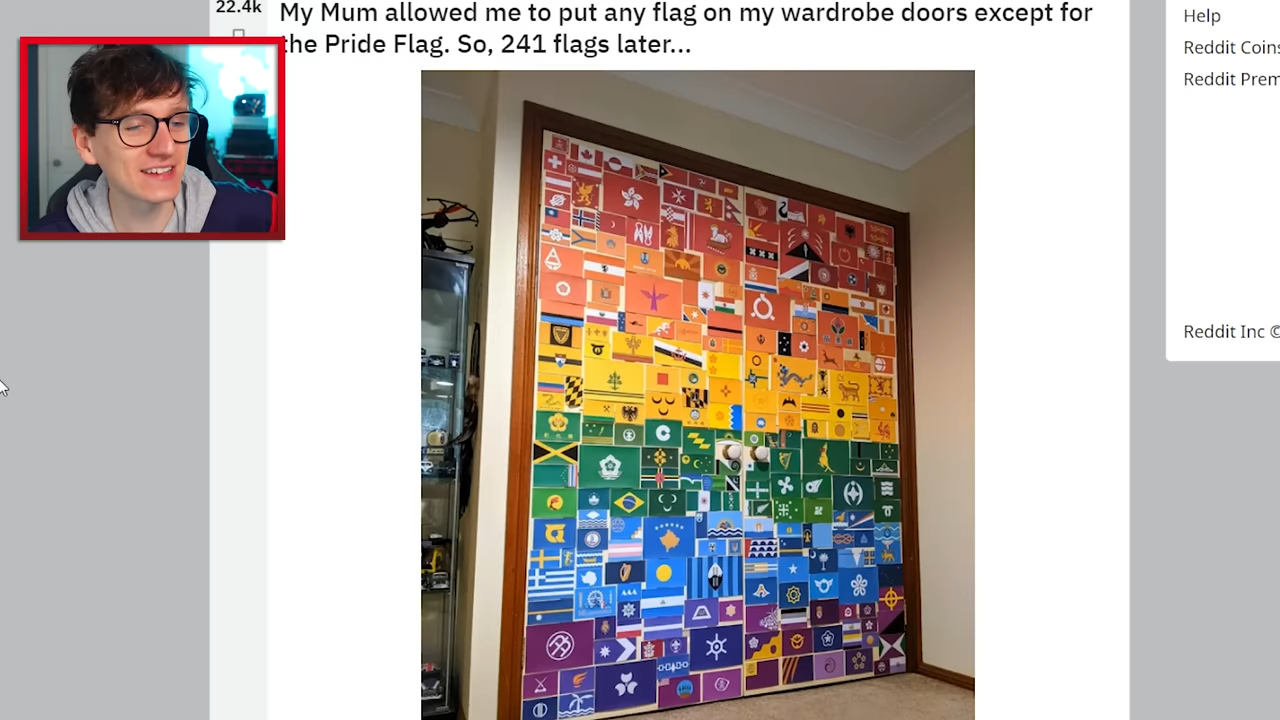 22.4k
My Mum allowed me to put any flag on my wardrobe doors except for
the Pride Flag. So, 241 flags later...
Help
Reddit Coins
Reddit Prem
Reddit Inc ©